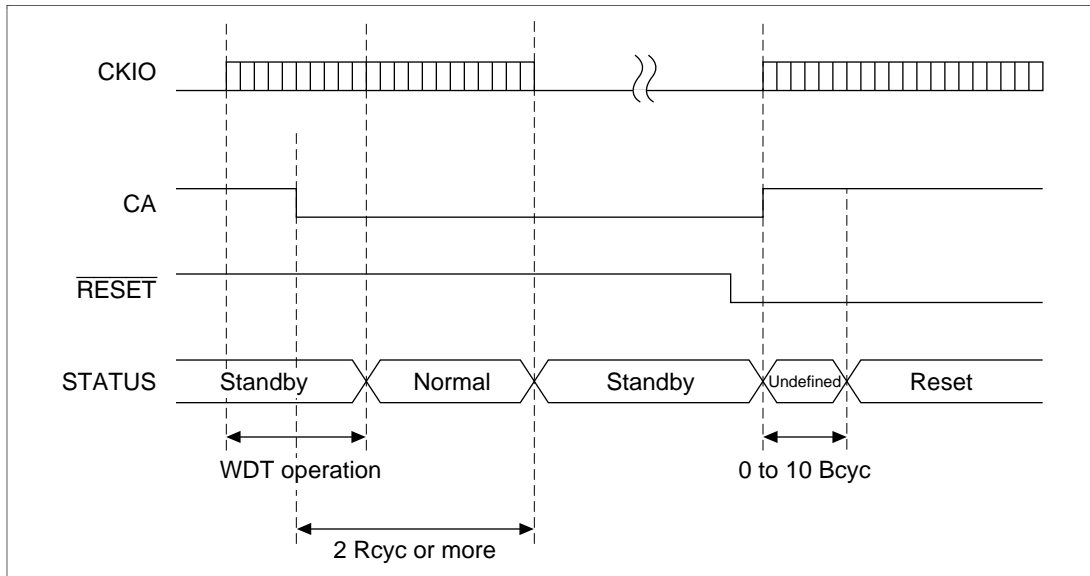 CKIO
CA
RESET
STATUS
Standby
Normal
Standby
Undefined
Reset
WDT operation
0 to 10 Bcyc
2 Rcyc or more